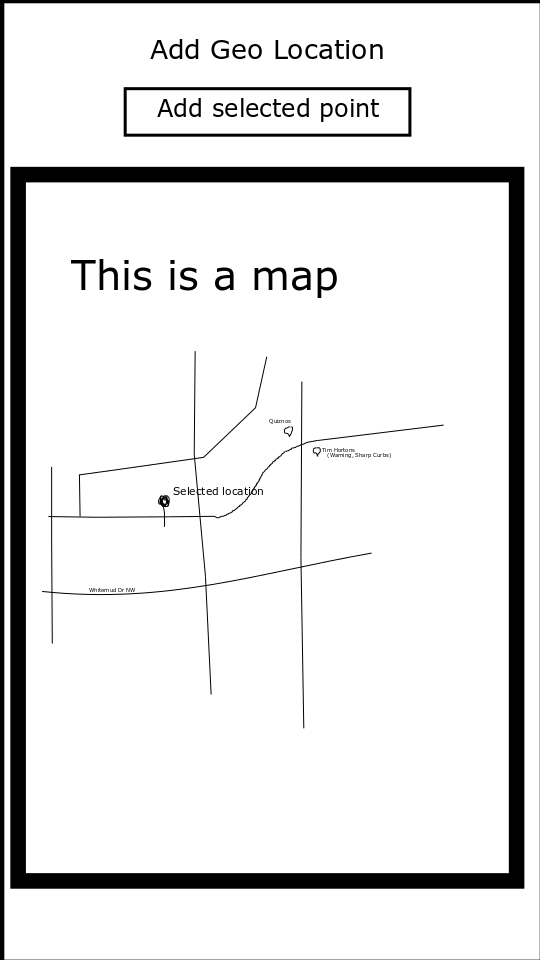 Add Geo Location
Add selected point
This is a map
Quiznos
Tim Hortons
(Warning, Sharp Curbs)
Selected location
Whitemud Dr NW